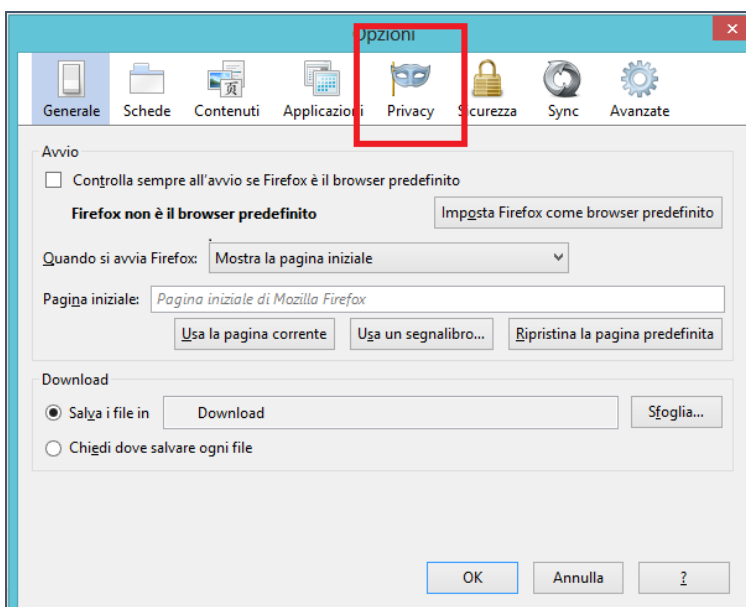 Opzioni
Generale Schede Contenuti Applicazioni Privacy Sicurezza Sync Avanzate
Avvio
Controlla sempre all'avvio se Firefox è il browser predefinito
Firefox non è il browser predefinito Imposta Firefox come browser predefinito
Quando si avvia Firefox: Mostra la pagina iniziale
Pagina iniziale: Pagina iniziale di Mozilla Firefox
Usa la pagina corrente Usa un segnalibro... Ripristina la pagina predefinita
Download
Salva i file in Download Sfoglia...
Chiedi dove salvare ogni file
OK Annulla ?